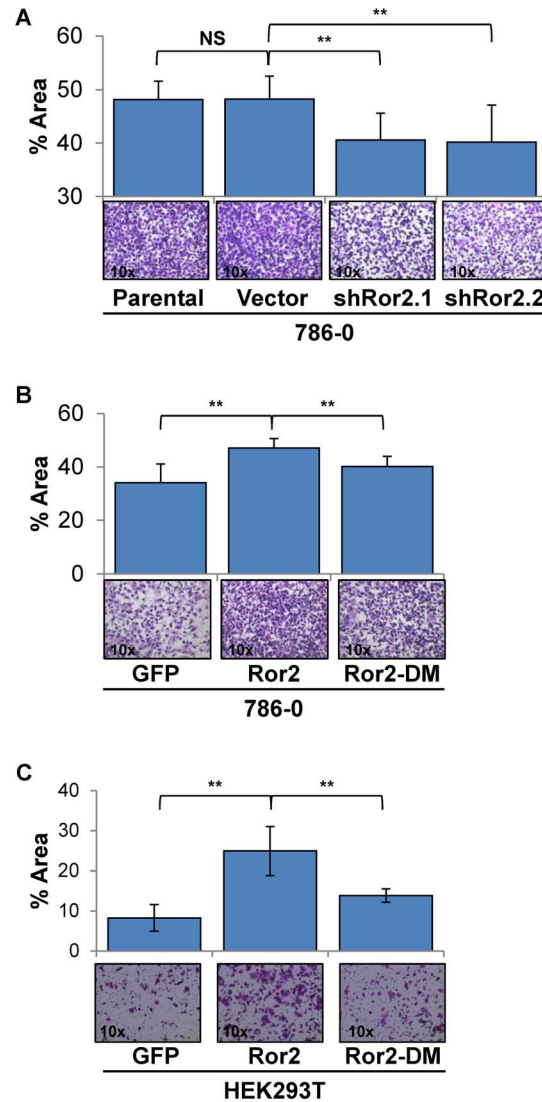 A
60
50
40
30
% Area
NS
**
**
10x
10x
10x
10x
Parental
Vector
shRor2.1
shRor2.2
786-0
B
60
40
20
0
% Area
**
**
10x
10x
10x
GFP
Ror2
Ror2-DM
786-0
C
40
30
20
10
0
% Area
**
**
10x
10x
10x
GFP
Ror2
Ror2-DM
HEK293T